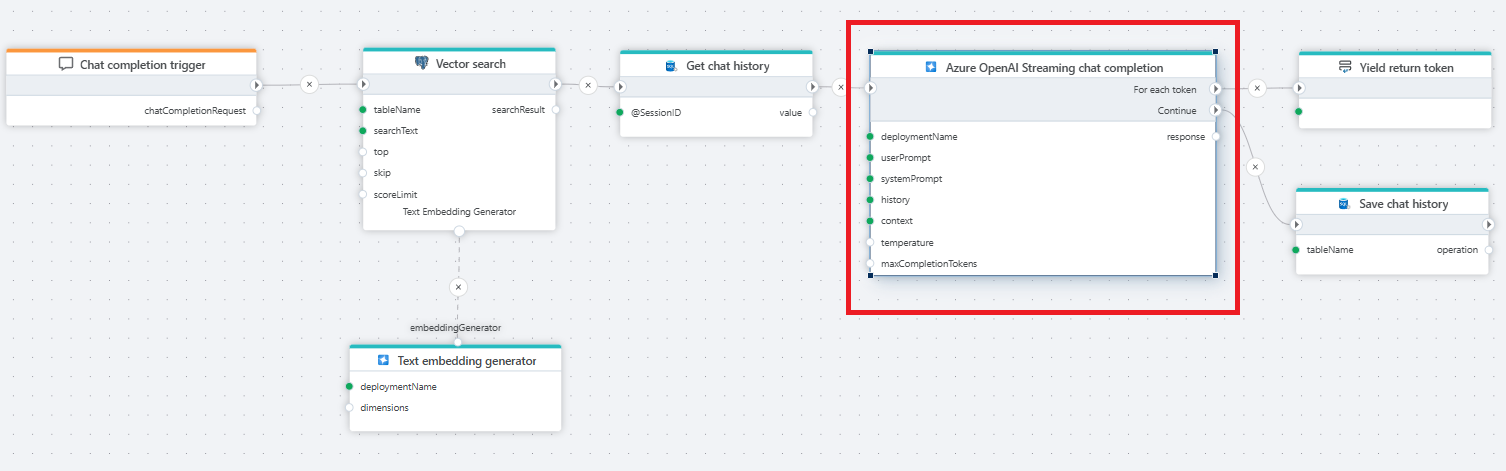 Chat completion trigger
chatCompletionRequest
Vector search
tableName
searchResult
searchText
top
skip
scoreLimit
Text Embedding Generator
embeddingGenerator
Text embedding generator
deploymentName
dimensions
Get chat history
@SessionID
value
Azure OpenAI Streaming chat completion
For each token
Continue
deploymentName
response
userPrompt
systemPrompt
history
context
temperature
maxCompletionTokens
Yield return token
Save chat history
tableName
operation